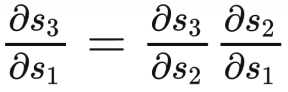 ∂s₃/∂s₁ = ∂s₃/∂s₂ ∂s₂/∂s₁